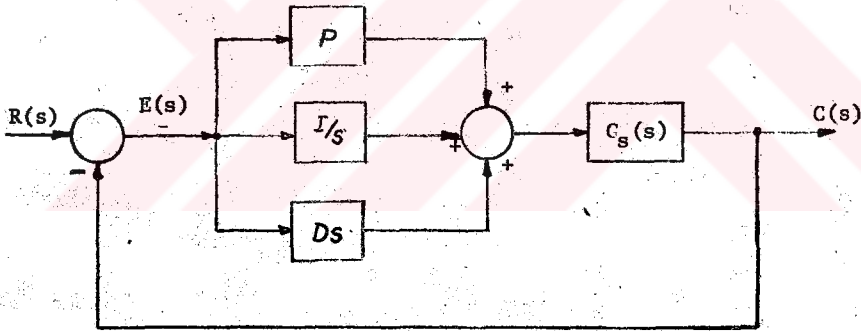 P
+
R(s)
E(s)
I/s
+
G_s(s)
C(s)
-
+
Ds